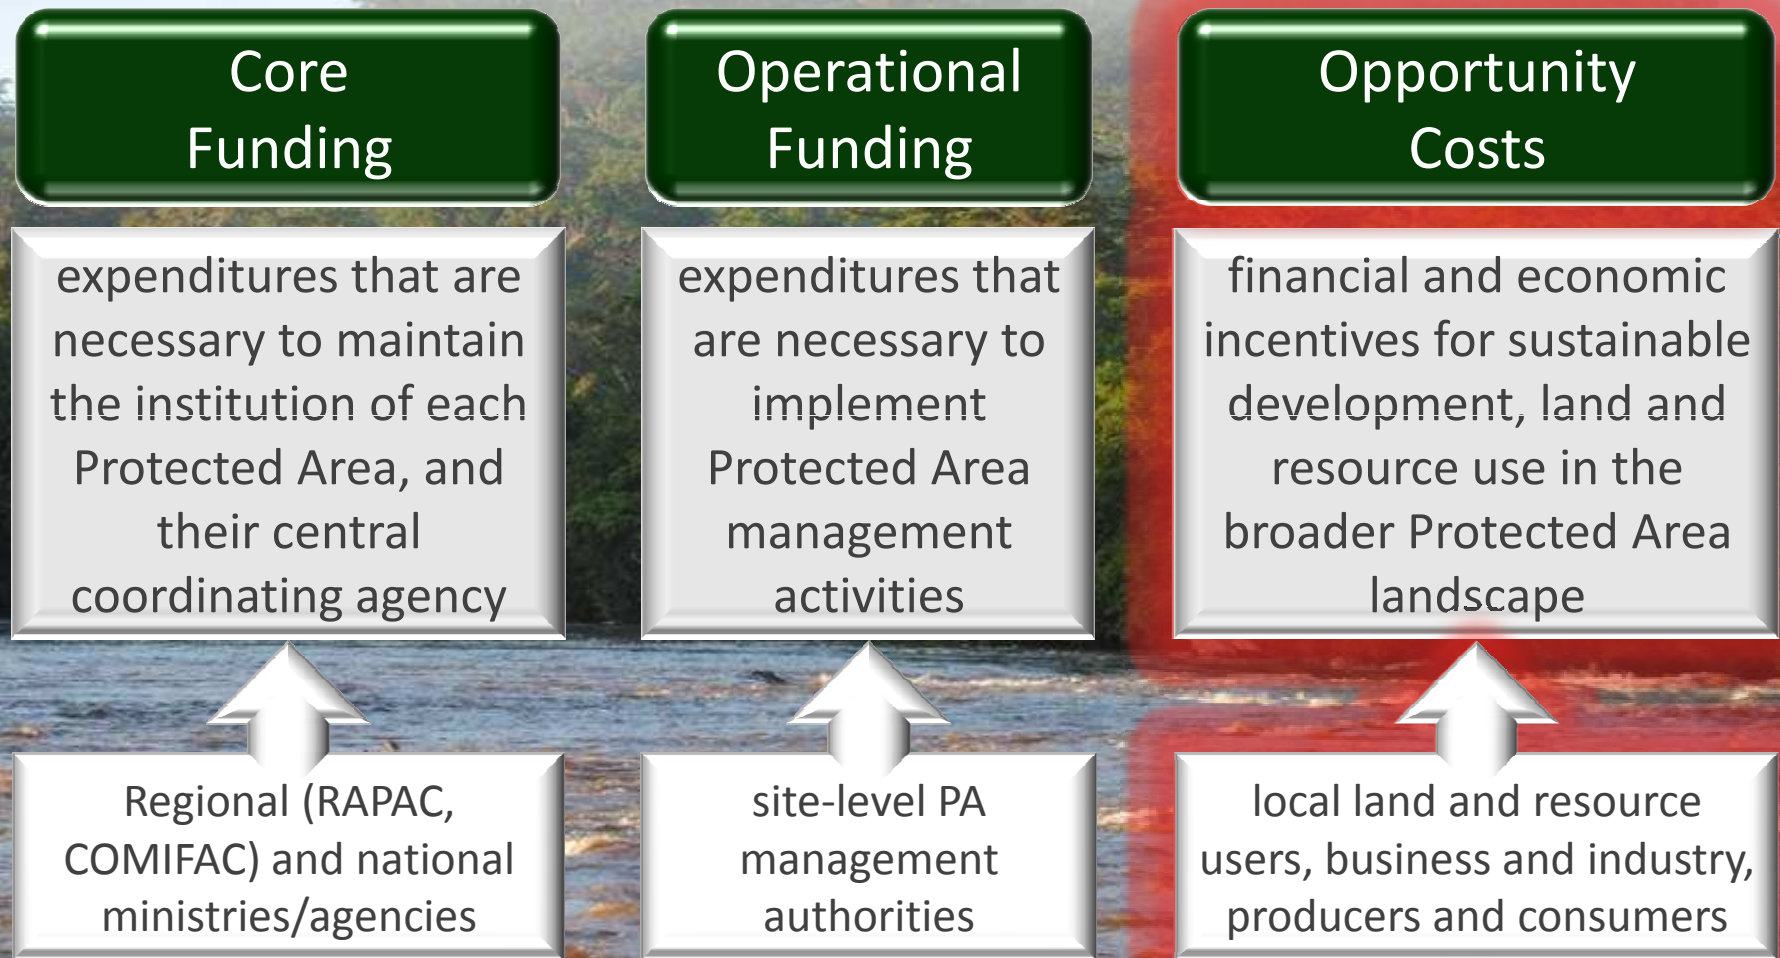 Core
Funding
expenditures that are
necessary to maintain
the institution of each
Protected Area, and
their central
coordinating agency
Regional (RAPAC,
COMIFAC) and national
ministries/agencies
Operational
Funding
expenditures that
are necessary to
implement
Protected Area
management
activities
site-level PA
management
authorities
Opportunity
Costs
financial and economic
incentives for sustainable
development, land and
resource use in the
broader Protected Area
landscape
local land and resource
users, business and industry,
producers and consumers